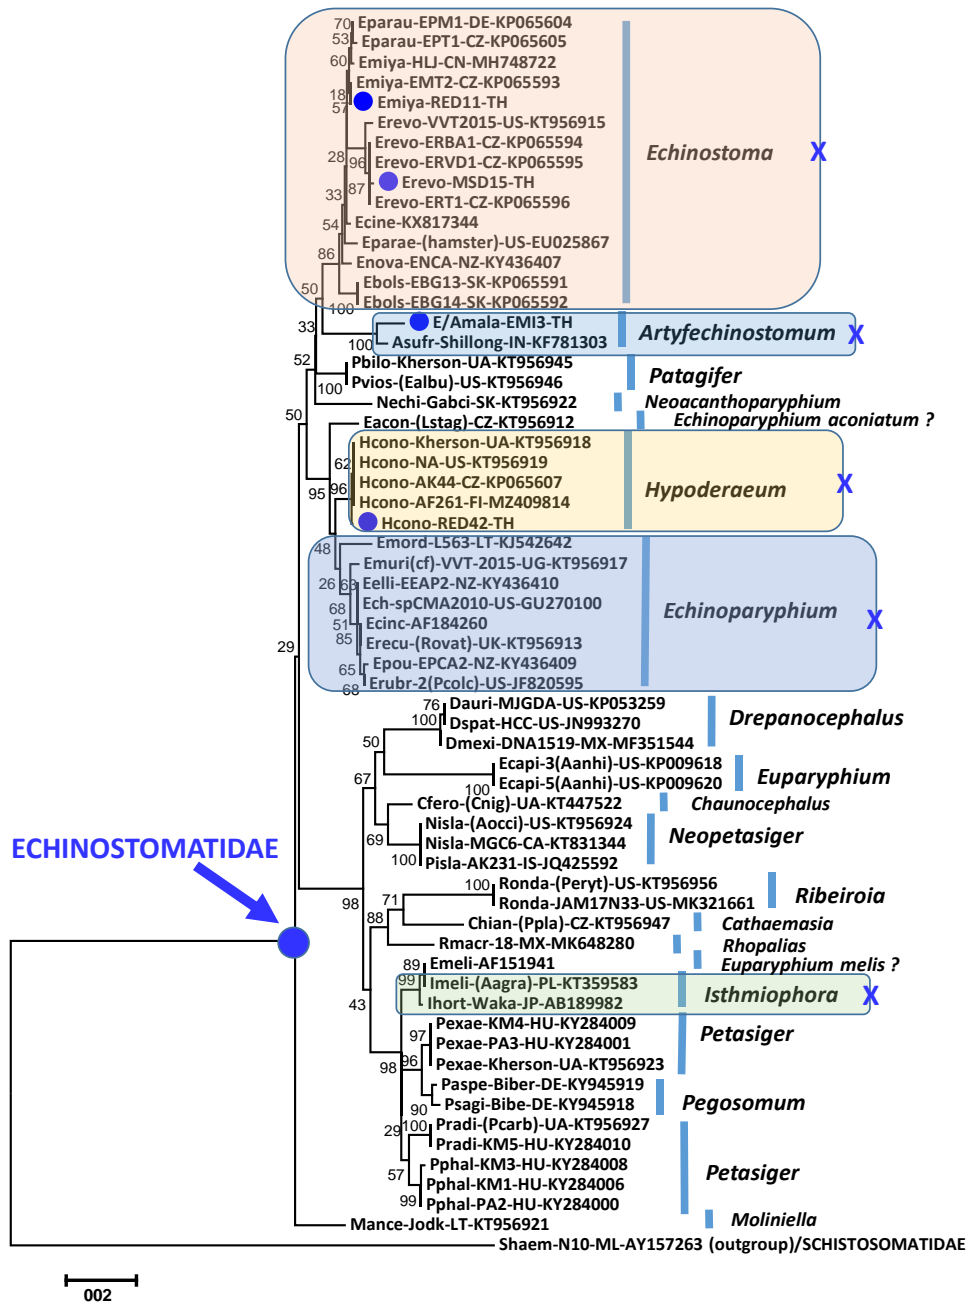 70 Eparau-EPM1-DE-KP065604
53 Eparau-EPT1-CZ-KP065605
60 Emiya-HLJ-CN-MH748722
Emiya-EMT2-CZ-KP065593
18 Emiya-RED11-TH
57
Erevo-VVT2015-US-KT956915
Erevo-ERBA1-CZ-KP065594
Echinostoma X
28 96 Erevo-ERVD1-CZ-KP065595
87 Erevo-MSD15-TH
33 Erevo-ERT1-CZ-KP065596
54 Ecine-KX817344
Eparae-(hamster)-US-EU025867
86 Enova-ENCA-NZ-KY436407
50 Ebols-EBG13-SK-KP065591
100 Ebols-EBG14-SK-KP065592
33 E/Amala-EMI3-TH
Artyfechinostomum X
100 Asufr-Shillong-IN-KF781303
52 Pbilo-Kherson-UA-KT956945
Patagifer
100 Pvios-(Ealbu)-US-KT956946
Nechi-Gabci-SK-KT956922 Neoacanthoparyphium
50 Eacon-(Lstag)-CZ-KT956912 Echinoparyphium aconiatum ?
Hcono-Kherson-UA-KT956918
62 Hcono-NA-US-KT956919
95 96 Hcono-AK44-CZ-KP065607 Hypoderaeum X
Hcono-AF261-FI-MZ409814
Hcono-RED42-TH
48 Emord-L563-LT-KJ542642
Emuri(cf)-VVT-2015-UG-KT956917
26 63 Eelli-EEAP2-NZ-KY436410
68 Ech-spCMA2010-US-GU270100 Echinoparyphium X
51 Ecinc-AF184260
85 Erecu-(Rovat)-UK-KT956913
29
65 Epou-EPCA2-NZ-KY436409
68 Erubr-2(Pcolc)-US-JF820595
76 Dauri-MJGDA-US-KP053259
100 Dspat-HCC-US-JN993270 Drepanocephalus
50 Dmexi-DNA1519-MX-MF351544
Ecapi-3(Aanhi)-US-KP009618
Euparyphium
67 100 Ecapi-5(Aanhi)-US-KP009620
Cfero-(Cnig)-UA-KT447522 Chaunocephalus
Nisla-(Aocci)-US-KT956924
69 Nisla-MGC6-CA-KT831344 Neopetasiger
ECHINOSTOMATIDAE
100 Pisla-AK231-IS-JQ425592
100 Ronda-(Peryt)-US-KT956956
Ribeiroia
98 71 Ronda-JAM17N33-US-MK321661
88 Chian-(Ppla)-CZ-KT956947 Cathaemasia
Rmacr-18-MX-MK648280 Rhopalias
89 Emeli-AF151941 Euparyphium melis ?
99 Imeli-(Aagra)-PL-KT359583
Isthmiophora X
43 Ihort-Waka-JP-AB189982
Pexae-KM4-HU-KY284009
97 Pexae-PA3-HU-KY284001 Petasiger
98 96 Pexae-Kherson-UA-KT956923
Paspe-Biber-DE-KY945919
90 Psagi-Bibe-DE-KY945918 Pegosomum
29 100 Pradi-(Pcarb)-UA-KT956927
Pradi-KM5-HU-KY284010
57 Pphal-KM3-HU-KY284008 Petasiger
Pphal-KM1-HU-KY284006
99 Pphal-PA2-HU-KY284000
Mance-Jodk-LT-KT956921 Moliniella
Shaem-N10-ML-AY157263 (outgroup)/SCHISTOSOMATIDAE
002